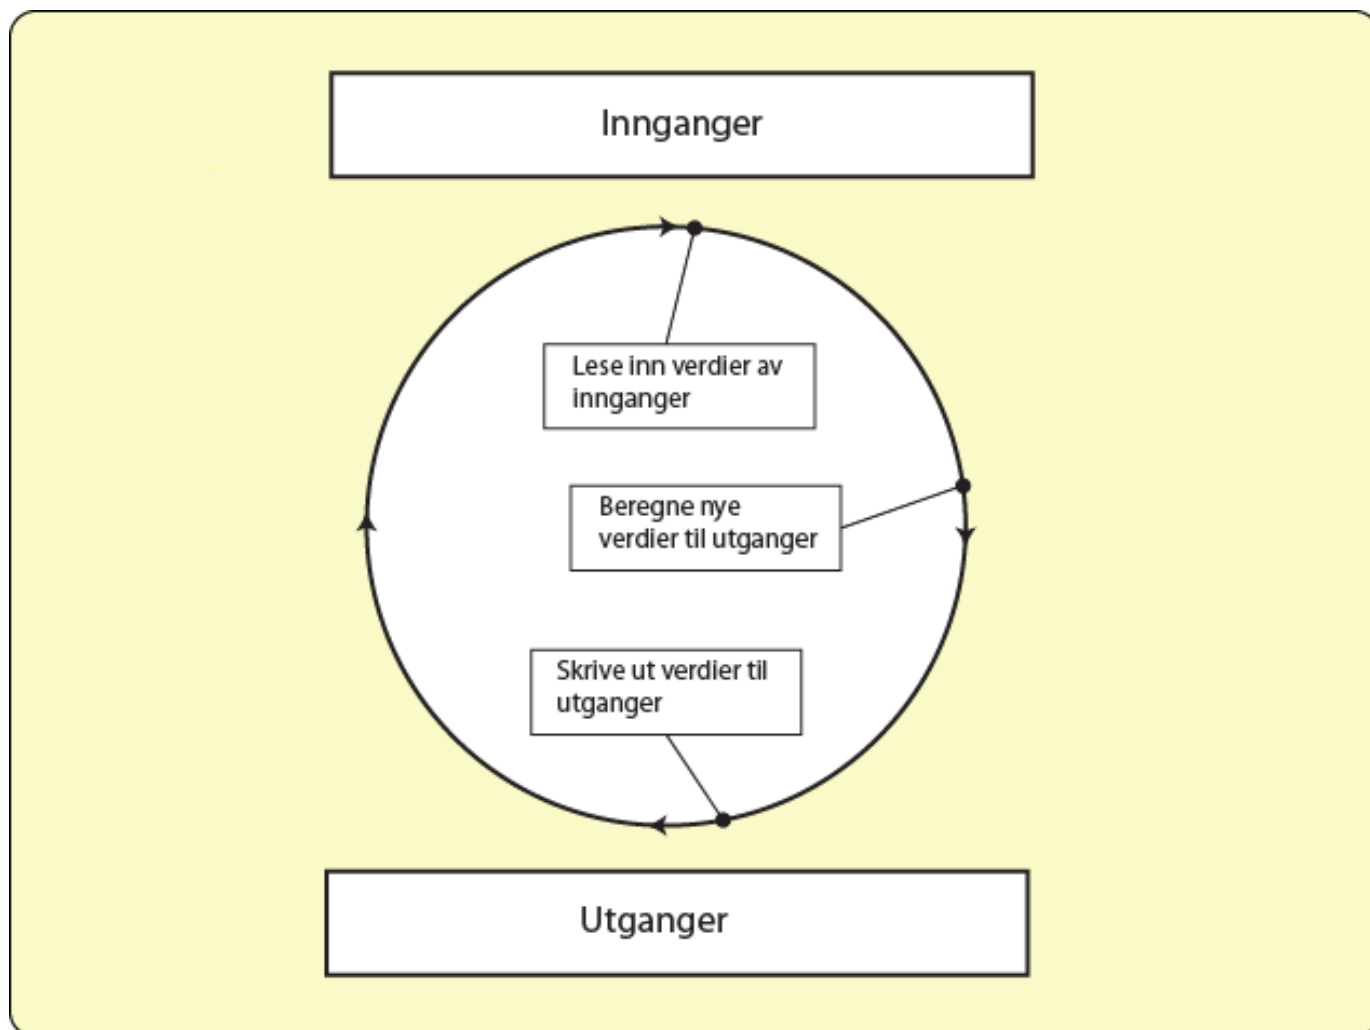 Innganger
Lese inn verdier av
innganger
Beregne nye
verdier til utganger
Skrive ut verdier til
utganger
Utganger